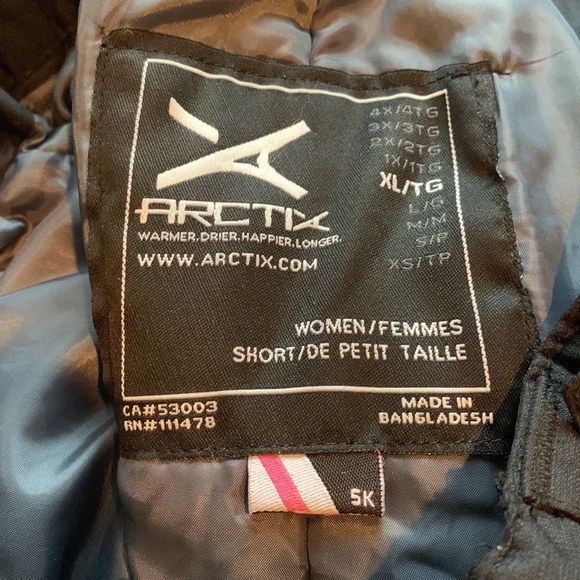 ARCTIX
WARMER.DRIER.HAPPIER.LONGER.
WWW.ARCTIX.COM
4X/4TG
3X/3TG
2X/2TG
1X/1TG
XL/TG
L/G
M/M
S/P
XS/TP
WOMEN/FEMMES
SHORT/DE PETIT TAILLE
CA#53003
RN#111478
MADE IN
BANGLADESH
5K